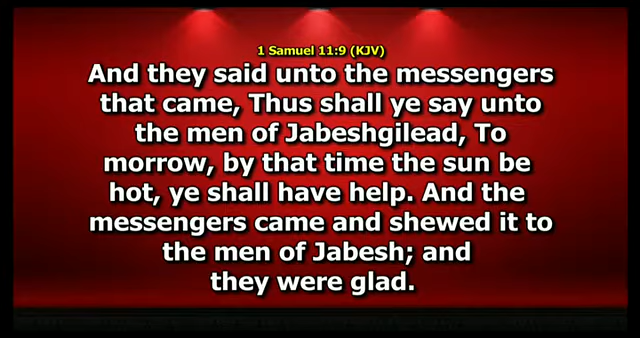 1 Samuel 11:9 (KJV)
And they said unto the messengers
that came, Thus shall ye say unto
the men of Jabeshgilead, To
morrow, by that time the sun be
hot, ye shall have help. And the
messengers came and shewed it to
the men of Jabesh; and
they were glad.